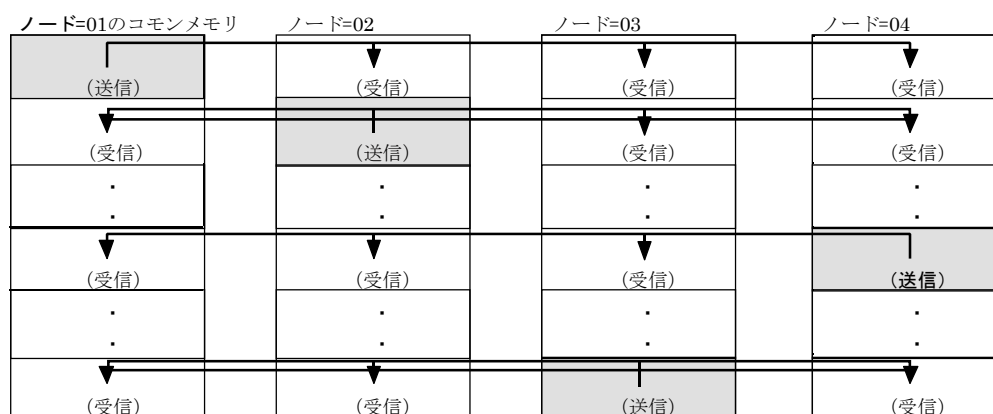 ノード=01のコモンメモリ ノード=02 ノード=03 ノード=04
(送信) (受信) (受信) (受信)
(受信) (送信) (受信) (受信)
・ ・ ・ ・
・ ・ ・ ・
(受信) (受信) (受信) (送信)
・ ・ ・ ・
・ ・ ・ ・
(受信) (受信) (送信) (受信)